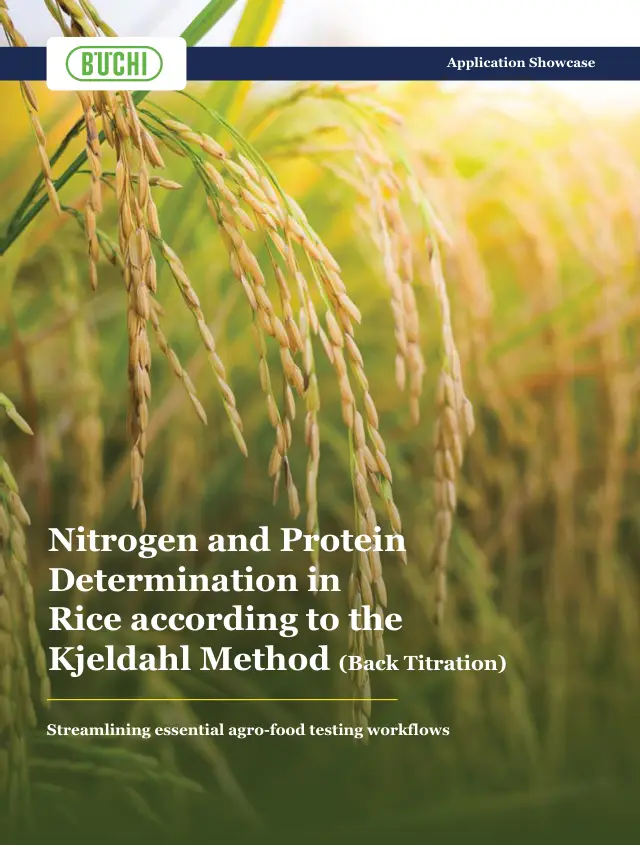 BUCHI
Application Showcase
Nitrogen and Protein
Determination in
Rice according to the
Kjeldahl Method (Back Titration)
Streamlining essential agro-food testing workflows